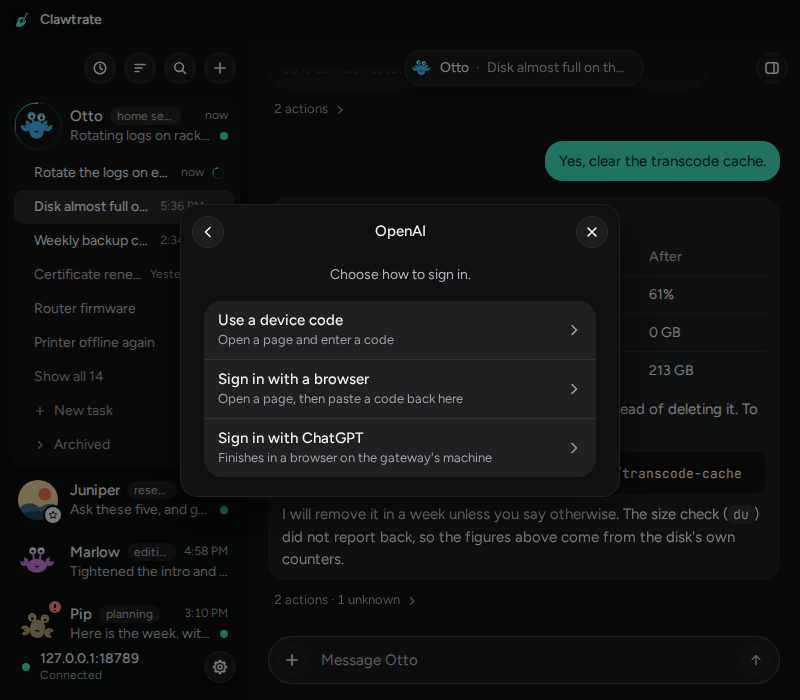 Clawtrate
Otto · Disk almost full on th...
Otto home se... now
Rotating logs on rack...
Rotate the logs on e... now
Disk almost full o... 5:36 PM
Weekly backup c... 2:34
Certificate rene... Yeste
Router firmware
Printer offline again
Show all 14
+ New task
Archived
Juniper rese...
Ask these five, and g...
Marlow editi... 4:58 PM
Tightened the intro and ...
Pip planning 3:10 PM
Here is the week. wit...
127.0.0.1:18789
Connected
2 actions
Yes, clear the transcode cache.
After
61%
0 GB
213 GB
ead of deleting it. To
/transcode-cache
I will remove it in a week unless you say otherwise. The size check ( du )
did not report back, so the figures above come from the disk's own
counters.
2 actions · 1 unknown
Message Otto
OpenAI
Choose how to sign in.
Use a device code
Open a page and enter a code
Sign in with a browser
Open a page, then paste a code back here
Sign in with ChatGPT
Finishes in a browser on the gateway's machine